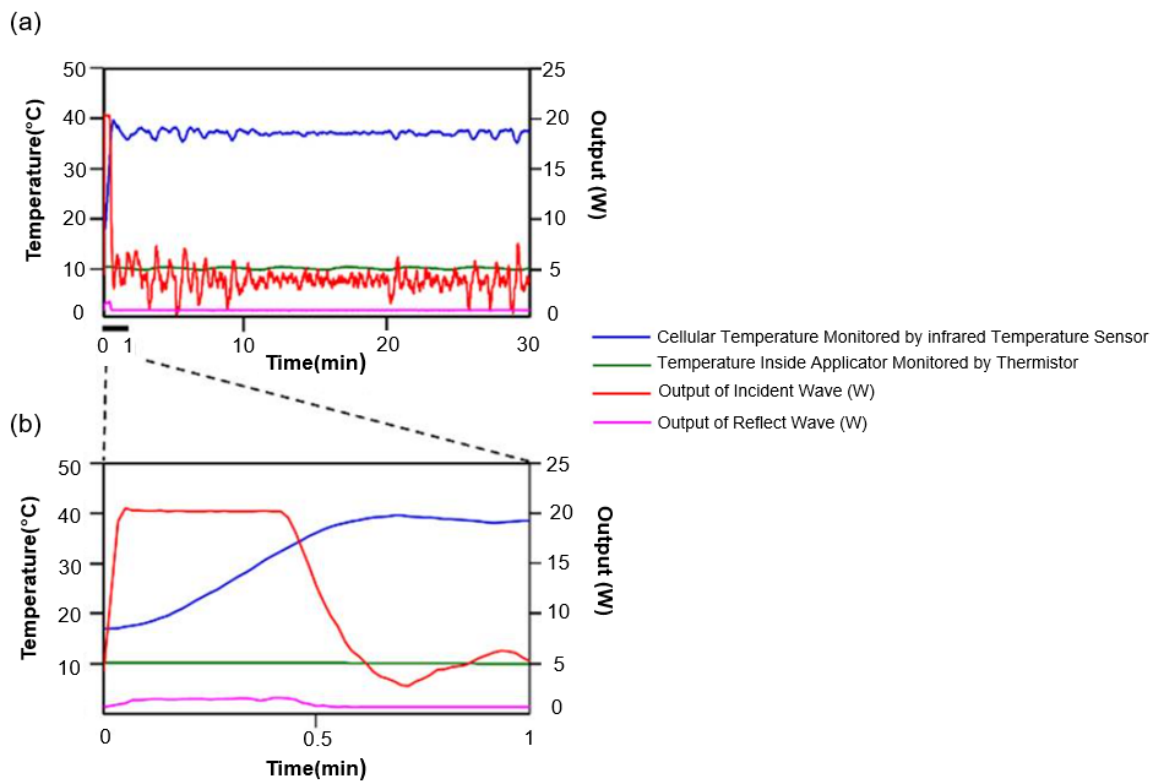 (a)
50
40
30
20
10
0
Temperature(°C)
25
20
15
10
5
0
Output (W)
0
1
10
20
30
Time(min)
Cellular Temperature Monitored by infrared Temperature Sensor
Temperature Inside Applicator Monitored by Thermistor
Output of Incident Wave (W)
Output of Reflect Wave (W)
(b)
50
40
30
20
10
Temperature(°C)
25
20
15
10
5
0
Output (W)
0
0.5
1
Time(min)